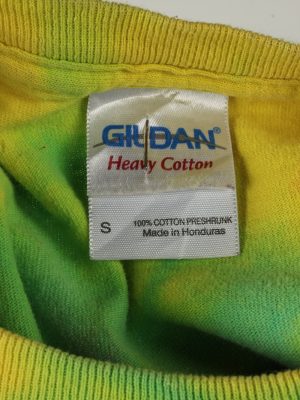 GILDAN®
Heavy Cotton
S
100% COTTON PRESHRUNK
Made in Honduras